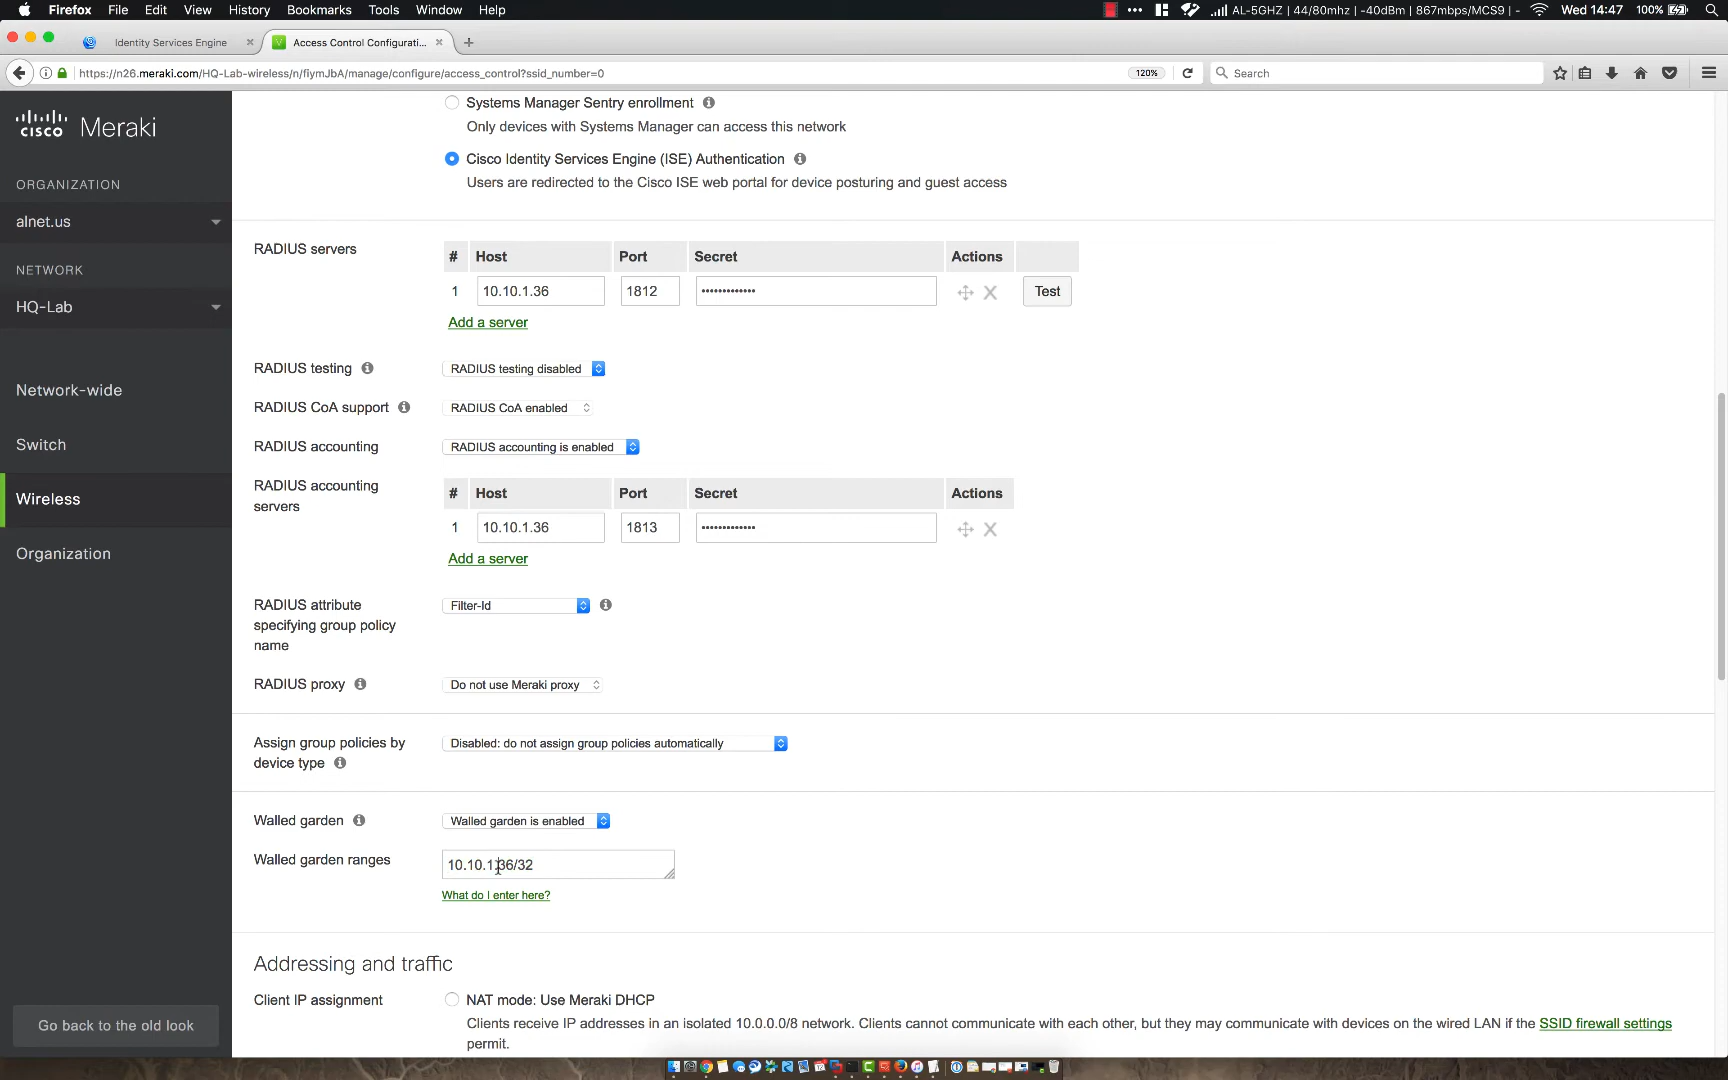 Firefox File Edit View History Bookmarks Tools Window Help
AL-5GHZ | 44/80mhz | -40dBm | 867mbps/MCS9 | - Wed 14:47 100%
Identity Services Engine
Access Control Configurati...
https://n26.meraki.com/HQ-Lab-wireless/n/fiymJbA/manage/configure/access_control?ssid_number=0
120%
Search
cisco Meraki
ORGANIZATION
alnet.us
NETWORK
HQ-Lab
Network-wide
Switch
Wireless
Organization
Go back to the old look
Systems Manager Sentry enrollment
Only devices with Systems Manager can access this network
Cisco Identity Services Engine (ISE) Authentication
Users are redirected to the Cisco ISE web portal for device posturing and guest access
RADIUS servers
# Host Port Secret Actions
1 10.10.1.36 1812 ••••••••••••• Test
Add a server
RADIUS testing RADIUS testing disabled
RADIUS CoA support RADIUS CoA enabled
RADIUS accounting RADIUS accounting is enabled
RADIUS accounting
servers
# Host Port Secret Actions
1 10.10.1.36 1813 •••••••••••••
Add a server
RADIUS attribute
specifying group policy
name
Filter-Id
RADIUS proxy Do not use Meraki proxy
Assign group policies by
device type
Disabled: do not assign group policies automatically
Walled garden Walled garden is enabled
Walled garden ranges 10.10.1.36/32
What do I enter here?
Addressing and traffic
Client IP assignment NAT mode: Use Meraki DHCP
Clients receive IP addresses in an isolated 10.0.0.0/8 network. Clients cannot communicate with each other, but they may communicate with devices on the wired LAN if the SSID firewall settings
permit.